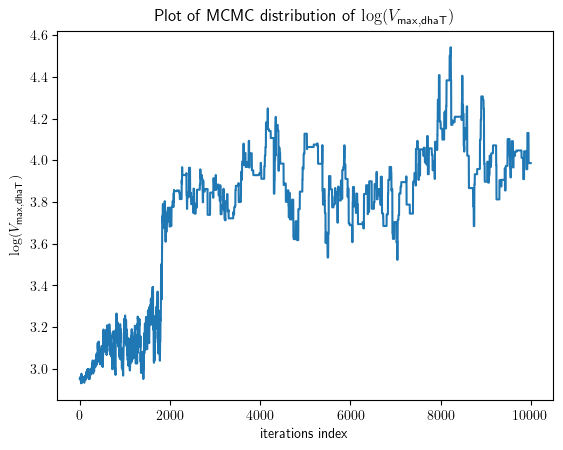 Plot of MCMC distribution of log(V_max,dhaT)
4.6
4.4
4.2
4.0
3.8
3.6
3.4
3.2
3.0
log(V_max,dhaT)
0 2000 4000 6000 8000 10000
iterations index